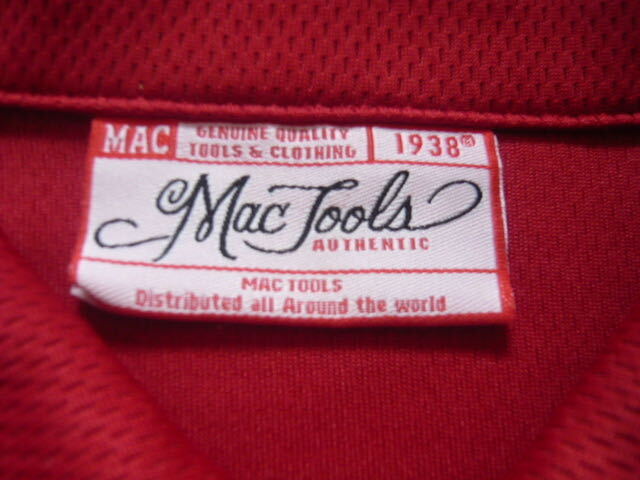 MAC GENUINE QUALITY 1938®
TOOLS & CLOTHING
Mac Tools
AUTHENTIC
MAC TOOLS
Distributed all Around the world